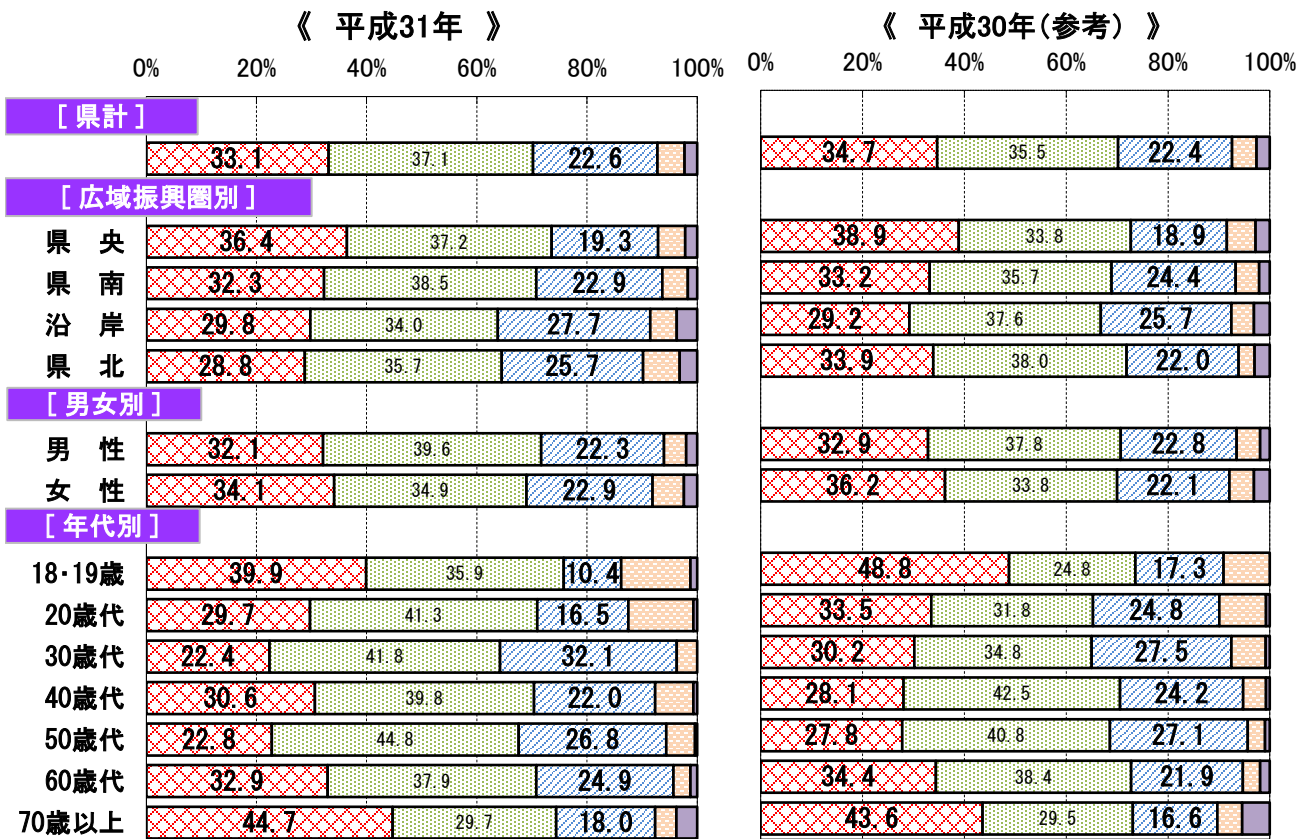 《 平成31年 》 《 平成30年(参考) 》
0% 20% 40% 60% 80% 100% 0% 20% 40% 60% 80% 100%
[ 県計 ]
33.1 37.1 22.6 34.7 35.5 22.4
[ 広域振興圏別 ]
県 央 36.4 37.2 19.3 38.9 33.8 18.9
県 南 32.3 38.5 22.9 33.2 35.7 24.4
沿 岸 29.8 34.0 27.7 29.2 37.6 25.7
県 北 28.8 35.7 25.7 33.9 38.0 22.0
[ 男女別 ]
男 性 32.1 39.6 22.3 32.9 37.8 22.8
女 性 34.1 34.9 22.9 36.2 33.8 22.1
[ 年代別 ]
18・19歳 39.9 35.9 10.4 48.8 24.8 17.3
20歳代 29.7 41.3 16.5 33.5 31.8 24.8
30歳代 22.4 41.8 32.1 30.2 34.8 27.5
40歳代 30.6 39.8 22.0 28.1 42.5 24.2
50歳代 22.8 44.8 26.8 27.8 40.8 27.1
60歳代 32.9 37.9 24.9 34.4 38.4 21.9
70歳以上 44.7 29.7 18.0 43.6 29.5 16.6